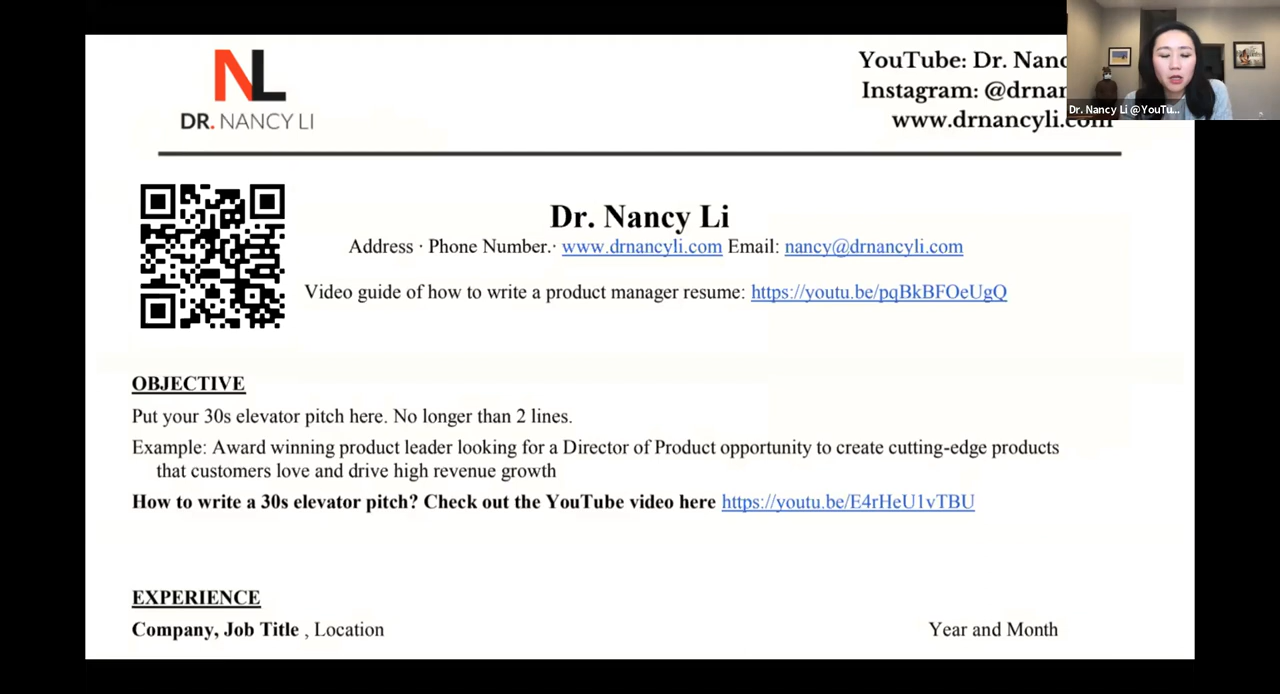 NL
DR. NANCY LI
YouTube: Dr.
Instagram:
www.drnancyli.com
Dr. Nancy Li @YouTu...
Dr. Nancy Li
Address · Phone Number.· www.drnancyli.com Email: nancy@drnancyli.com
Video guide of how to write a product manager resume: https://youtu.be/pqBkBFOeUgQ
OBJECTIVE
Put your 30s elevator pitch here. No longer than 2 lines.
Example: Award winning product leader looking for a Director of Product opportunity to create cutting-edge products
that customers love and drive high revenue growth
How to write a 30s elevator pitch? Check out the YouTube video here https://youtu.be/E4rHeU1vTBU
EXPERIENCE
Company, Job Title , Location Year and Month